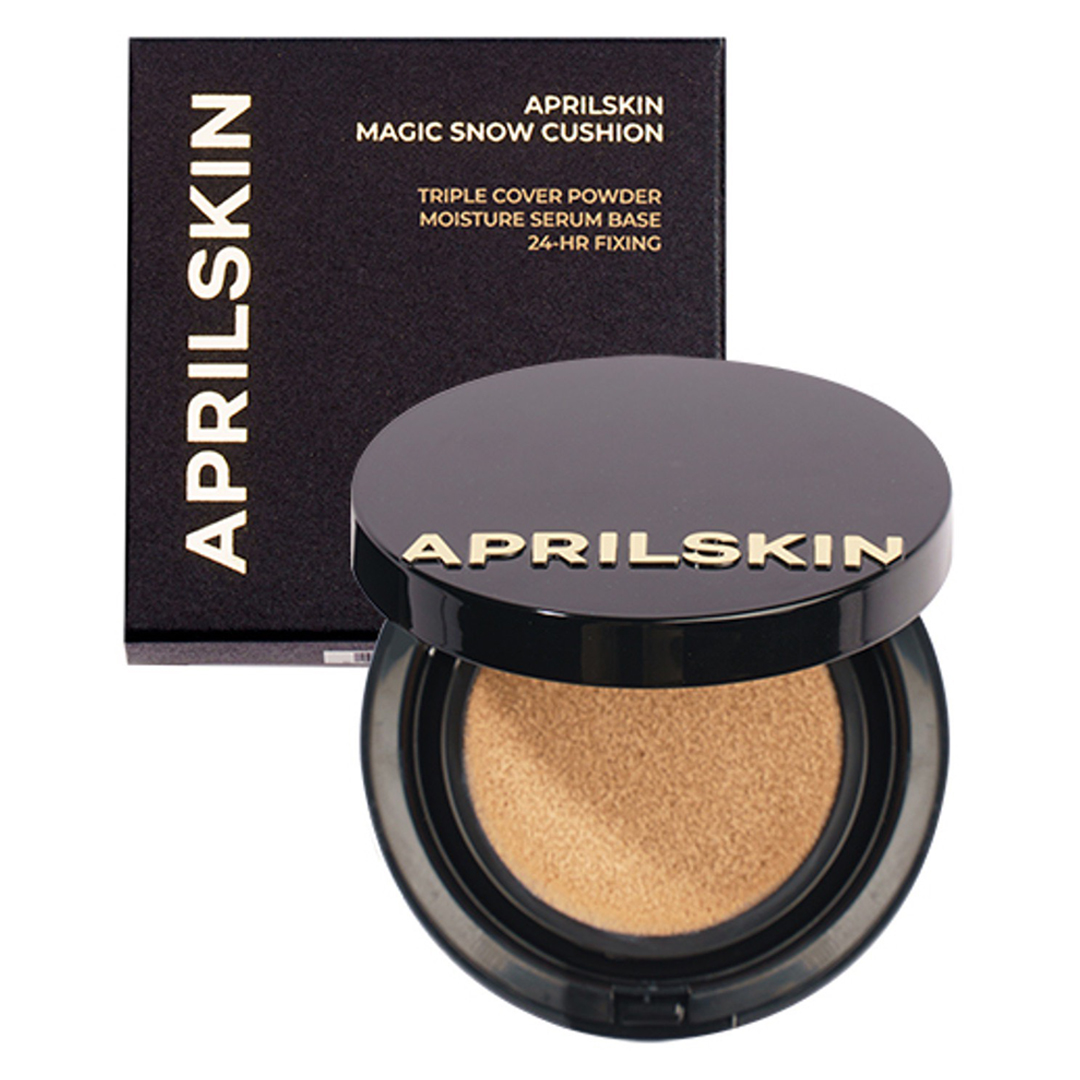 APRILSKIN
APRILSKIN
MAGIC SNOW CUSHION
TRIPLE COVER POWDER
MOISTURE SERUM BASE
24-HR FIXING
APRILSKIN